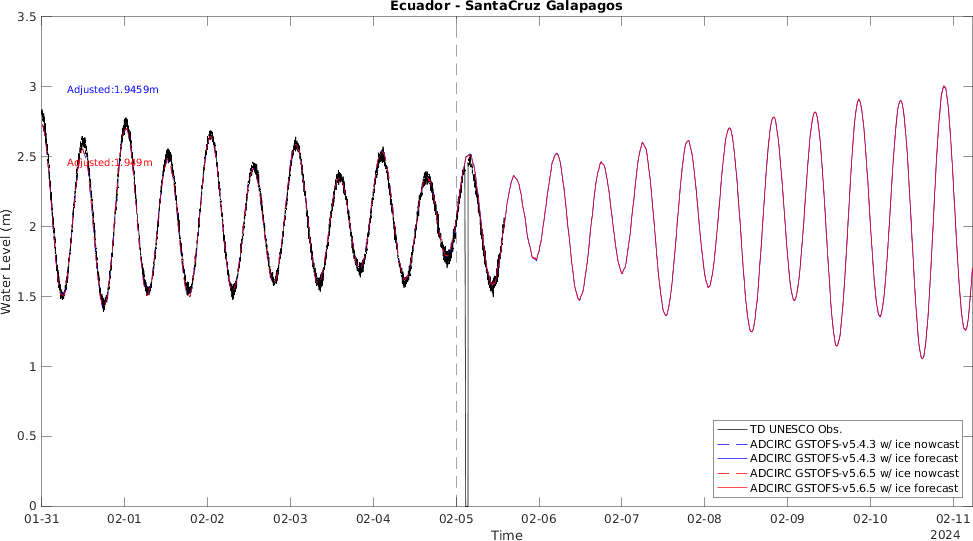 Ecuador - SantaCruz Galapagos
3.5
3
2.5
2
1.5
1
0.5
0
Water Level (m)
Adjusted:1.9459m
Adjusted:1.949m
TD UNESCO Obs.
ADCIRC GSTOFS-v5.4.3 w/ ice nowcast
ADCIRC GSTOFS-v5.4.3 w/ ice forecast
ADCIRC GSTOFS-v5.6.5 w/ ice nowcast
ADCIRC GSTOFS-v5.6.5 w/ ice forecast
01-31 02-01 02-02 02-03 02-04 02-05 02-06 02-07 02-08 02-09 02-10 02-11
Time
2024